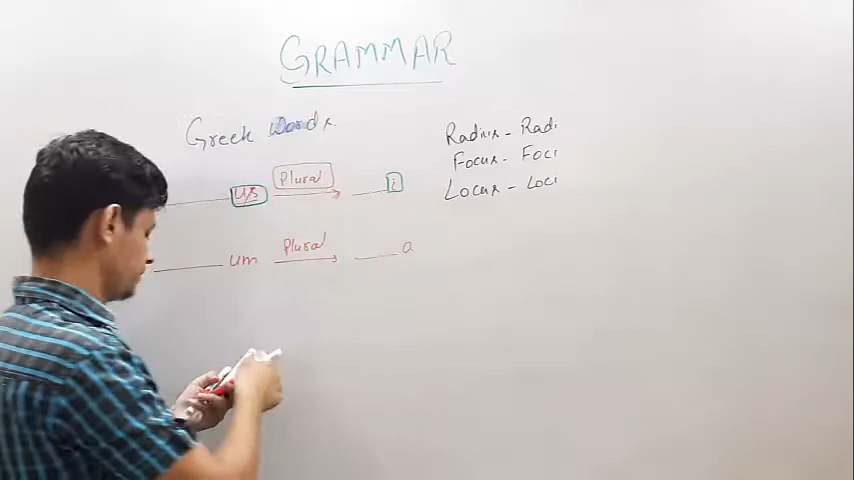 GRAMMAR
Greek Words
us Plural i
um Plural a
Radius - Radi
Focus - Foci
Locus - Loci